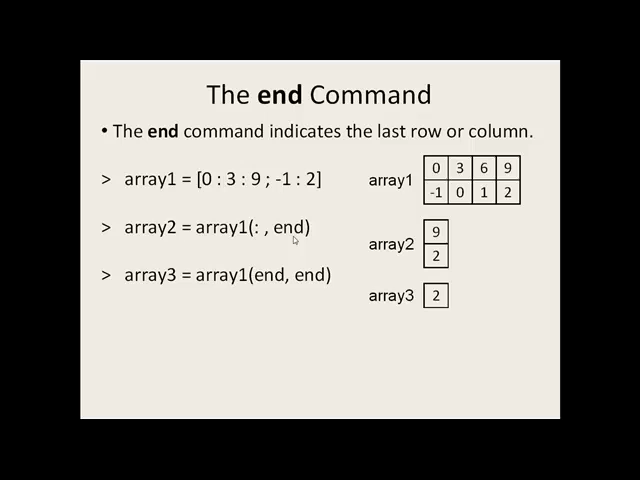 The end Command
• The end command indicates the last row or column.
> array1 = [0 : 3 : 9 ; -1 : 2]
array1
0 3 6 9
-1 0 1 2
> array2 = array1(: , end)
array2
9
2
> array3 = array1(end, end)
array3
2